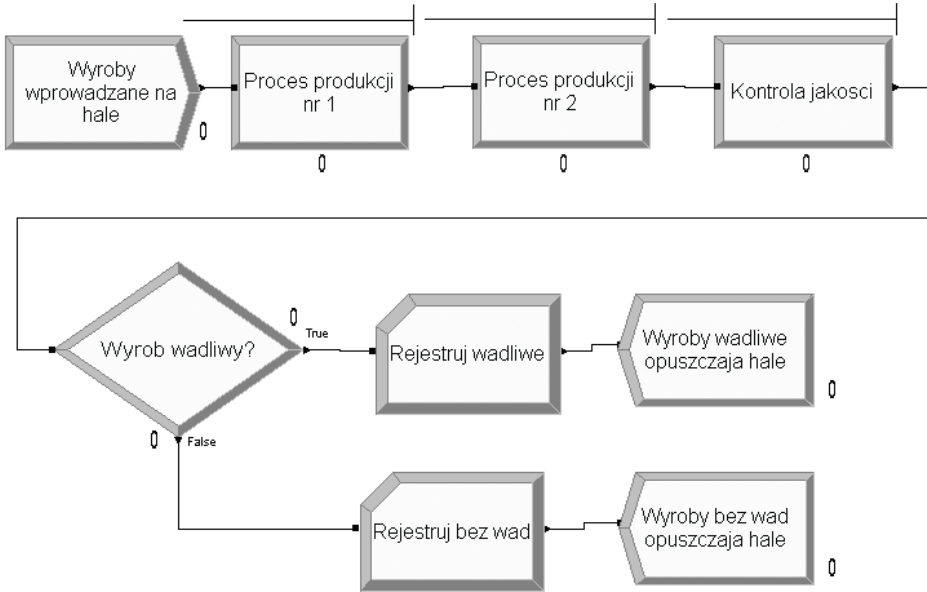 Wyroby
wprowadzane na
hale
0
Proces produkcji
nr 1
0
Proces produkcji
nr 2
0
Kontrola jakosci
0
Wyrob wadliwy?
0
True
0
False
Rejestruj wadliwe
Wyroby wadliwe
opuszczaja hale
0
Rejestruj bez wad
Wyroby bez wad
opuszczaja hale
0